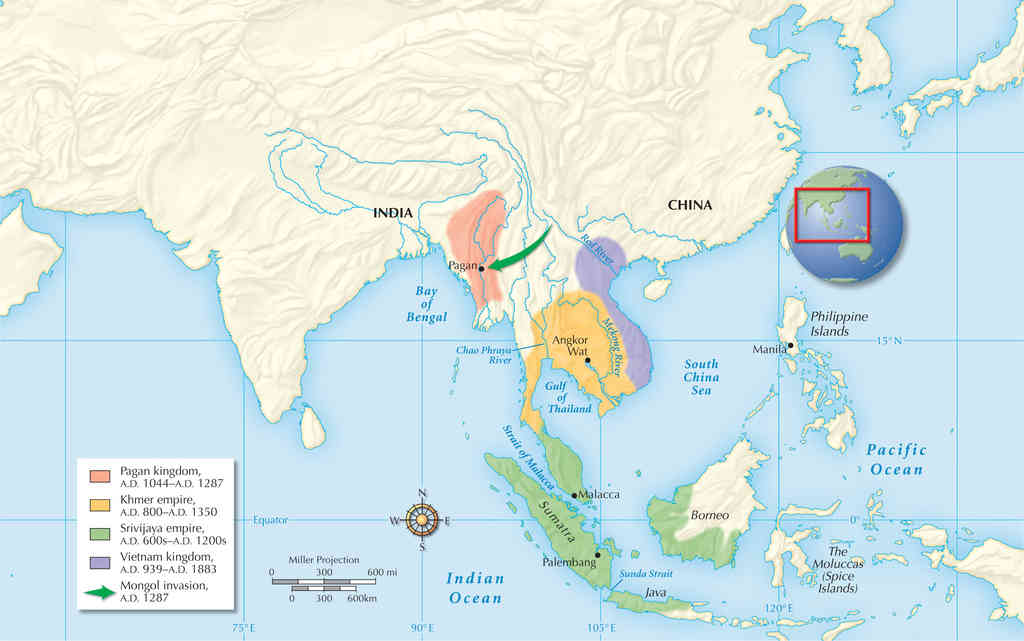 INDIA
CHINA
Red River
Pagan
Bay
of
Bengal
Philippine
Islands
Manila
15°N
Chao Phraya
River
Angkor
Wat
Mekong River
South
China
Sea
Gulf
of
Thailand
Strait of Malacca
Pacific
Ocean
Malacca
Sumatra
Borneo
Equator
0°
N
W
E
S
Palembang
The
Moluccas
(Spice
Islands)
Sunda Strait
Java
Indian
Ocean
75°E
90°E
105°E
120°E
Miller Projection
0 300 600 mi
0 300 600km
Pagan kingdom,
A.D. 1044–A.D. 1287
Khmer empire,
A.D. 800–A.D. 1350
Srivijaya empire,
A.D. 600s–A.D. 1200s
Vietnam kingdom,
A.D. 939–A.D. 1883
Mongol invasion,
A.D. 1287